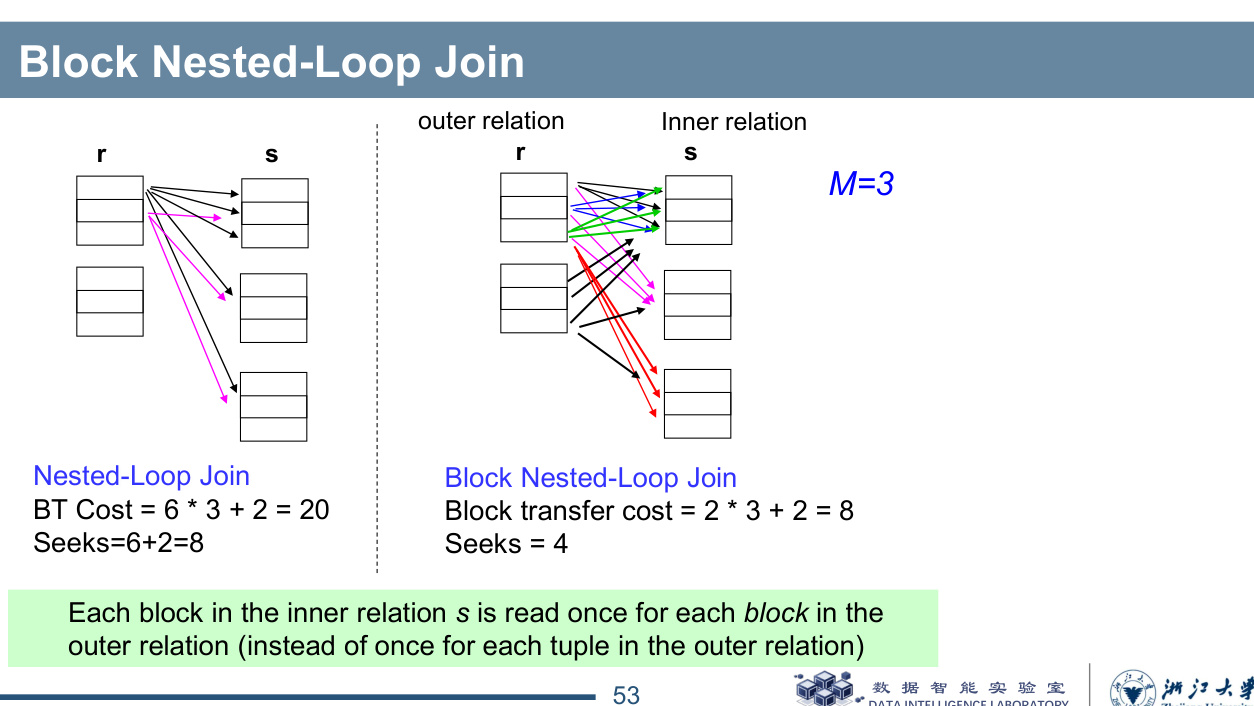 Block Nested-Loop Join
r
s
outer relation
Inner relation
r
s
M=3
Nested-Loop Join
BT Cost = 6 * 3 + 2 = 20
Seeks=6+2=8
Block Nested-Loop Join
Block transfer cost = 2 * 3 + 2 = 8
Seeks = 4
Each block in the inner relation s is read once for each block in the
outer relation (instead of once for each tuple in the outer relation)
53
数据智能实验室
DATA INTELLIGENCE LABORATORY
浙江大学